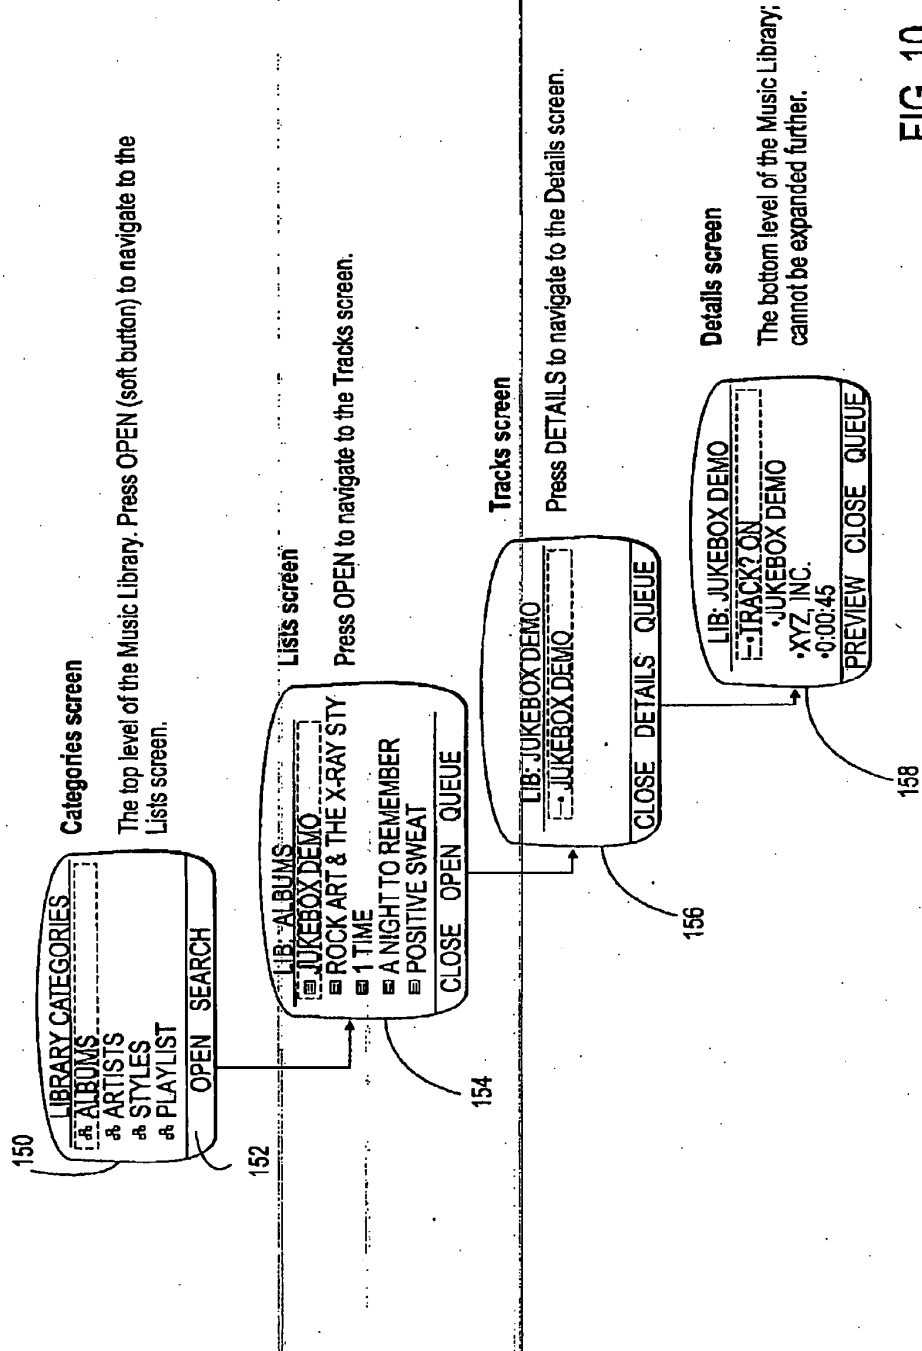 150
LIBRARY CATEGORIES
ALBUMS
ARTISTS
STYLES
PLAYLIST
OPEN SEARCH
152
Categories screen
The top level of the Music Library. Press OPEN (soft button) to navigate to the
Lists screen.
LIB: ALBUMS
JUKEBOX DEMO
ROCK ART & THE X-RAY STY
1 TIME
A NIGHT TO REMEMBER
POSITIVE SWEAT
CLOSE OPEN QUEUE
154
Lists screen
Press OPEN to navigate to the Tracks screen.
LIB: JUKEBOX DEMO
•JUKEBOX DEMO
CLOSE DETAILS QUEUE
156
Tracks screen
Press DETAILS to navigate to the Details screen.
LIB: JUKEBOX DEMO
•TRACK? ON
•JUKEBOX DEMO
•XYZ, INC.
•0:00:45
PREVIEW CLOSE QUEUE
158
Details screen
The bottom level of the Music Library;
cannot be expanded further.
FIG. 10